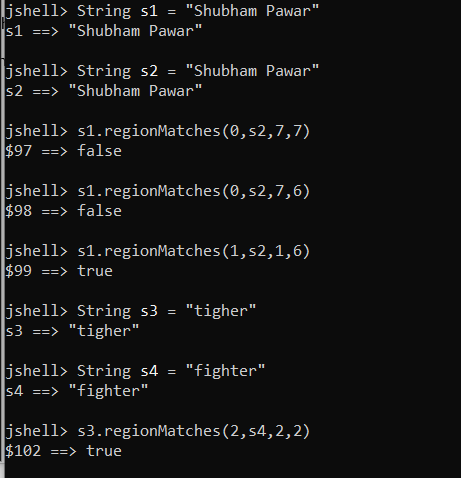 jshell> String s1 = "Shubham Pawar"
s1 ==> "Shubham Pawar"
jshell> String s2 = "Shubham Pawar"
s2 ==> "Shubham Pawar"
jshell> s1.regionMatches(0,s2,7,7)
$97 ==> false
jshell> s1.regionMatches(0,s2,7,6)
$98 ==> false
jshell> s1.regionMatches(1,s2,1,6)
$99 ==> true
jshell> String s3 = "tigher"
s3 ==> "tigher"
jshell> String s4 = "fighter"
s4 ==> "fighter"
jshell> s3.regionMatches(2,s4,2,2)
$102 ==> true